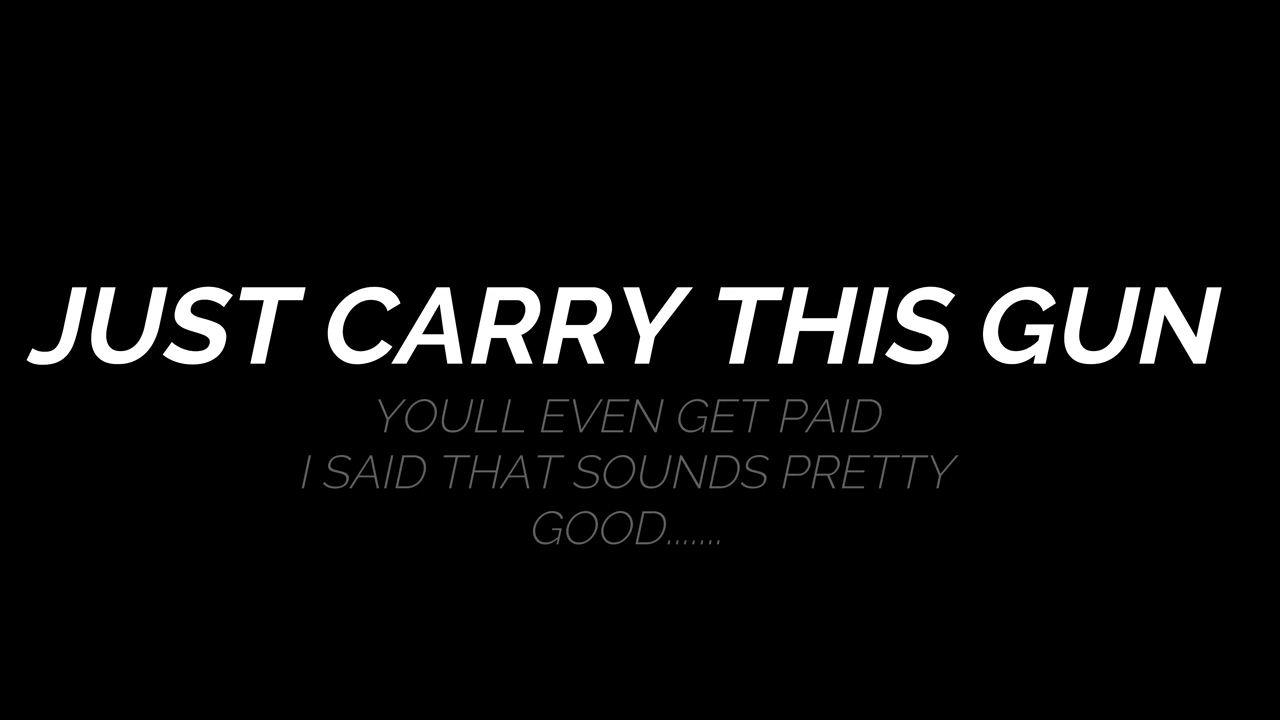 JUST CARRY THIS GUN
YOULL EVEN GET PAID
I SAID THAT SOUNDS PRETTY
GOOD.......